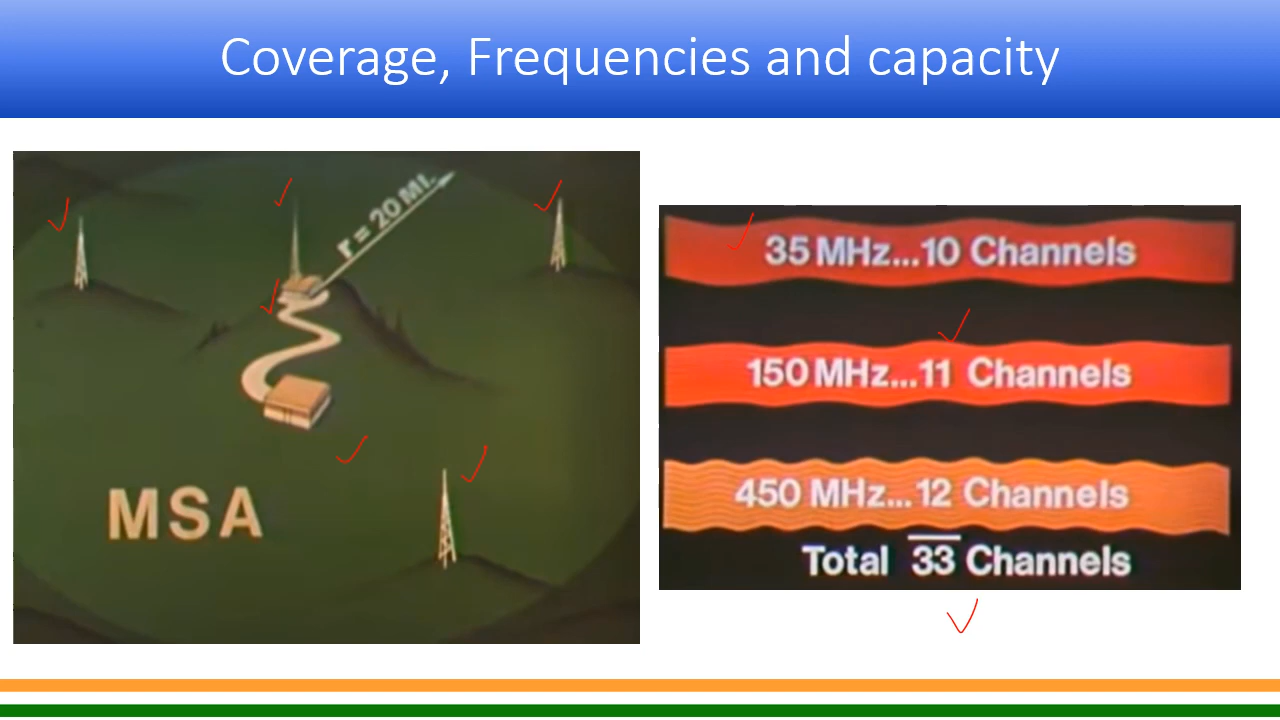 Coverage, Frequencies and capacity
r = 20 MI.
MSA
35 MHz...10 Channels
150 MHz...11 Channels
450 MHz...12 Channels
Total 33 Channels